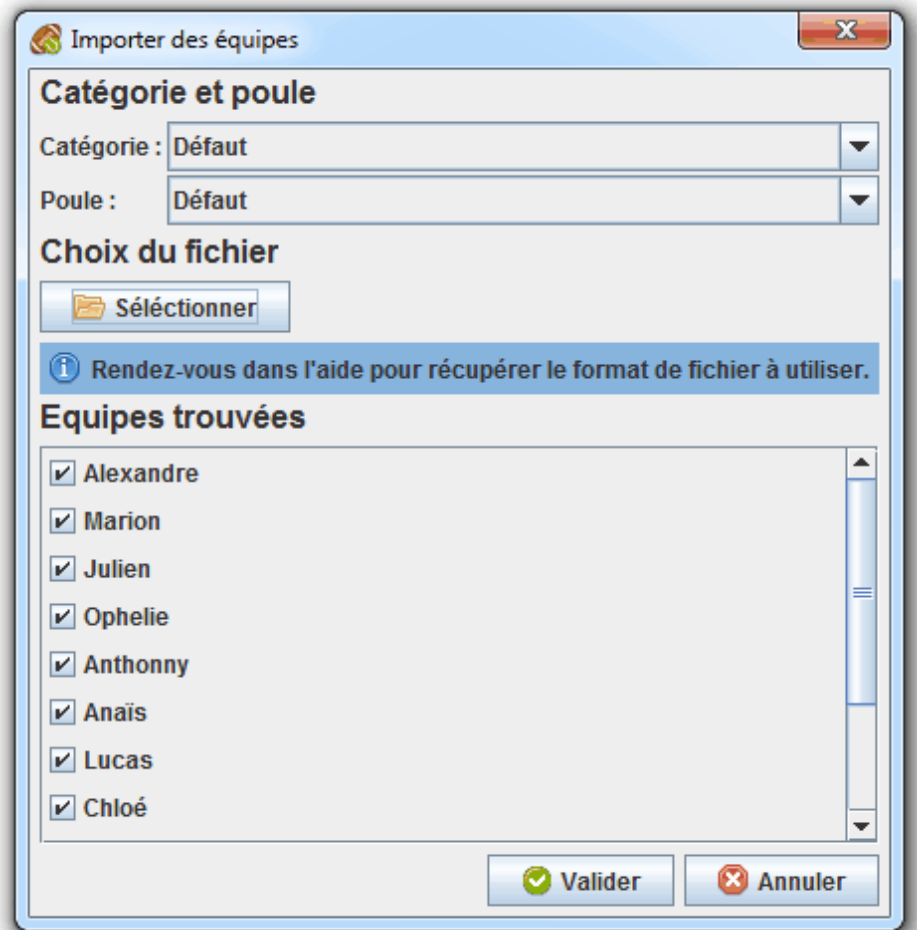 Importer des équipes
Catégorie et poule
Catégorie : Défaut
Poule : Défaut
Choix du fichier
Séléctionner
Rendez-vous dans l'aide pour récupérer le format de fichier à utiliser.
Equipes trouvées
Alexandre
Marion
Julien
Ophelie
Anthonny
Anaïs
Lucas
Chloé
Valider Annuler